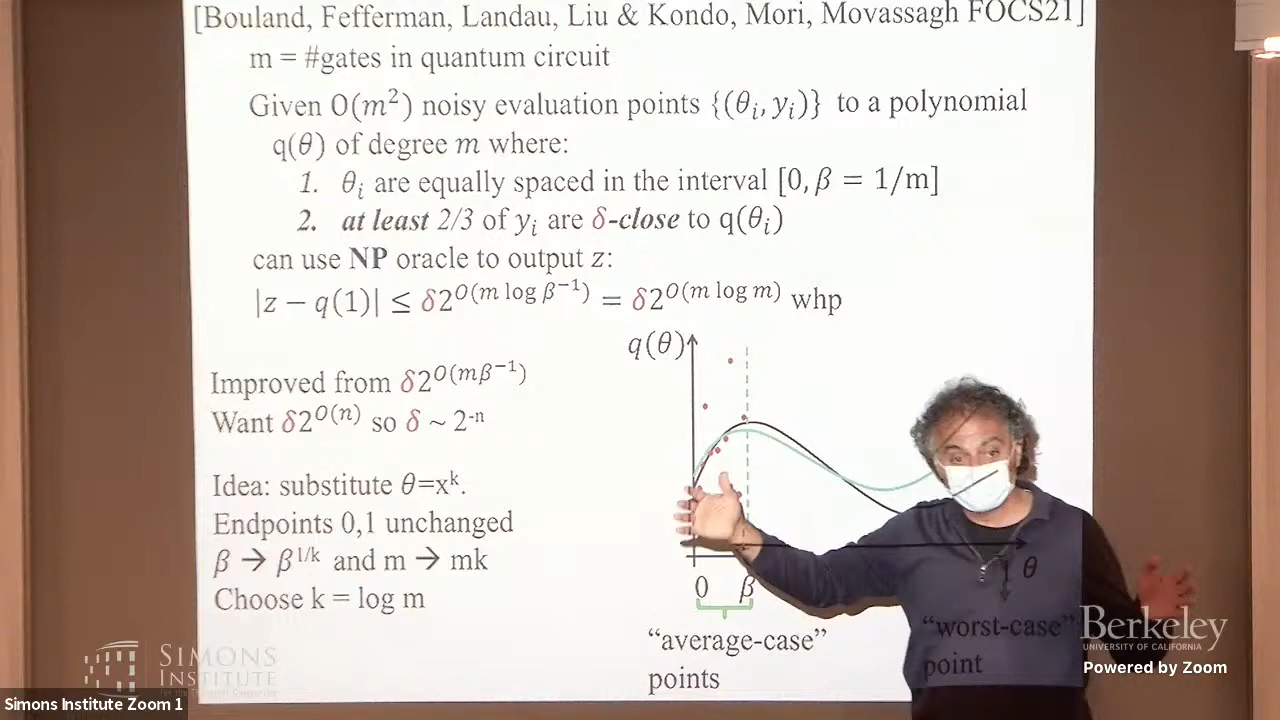 [Bouland, Fefferman, Landau, Liu & Kondo, Mori, Movassagh FOCS21]
m = #gates in quantum circuit
Given O(m²) noisy evaluation points {(θᵢ, yᵢ)} to a polynomial
q(θ) of degree m where:
1. θᵢ are equally spaced in the interval [0, β = 1/m]
2. at least 2/3 of yᵢ are δ-close to q(θᵢ)
can use NP oracle to output z:
|z − q(1)| ≤ δ2^{O(m log β⁻¹)} = δ2^{O(m log m)} whp
q(θ)
Improved from δ2^{O(mβ⁻¹)}
Want δ2^{O(n)} so δ ~ 2⁻ⁿ
Idea: substitute θ=xᵏ.
Endpoints 0,1 unchanged
β → β^{1/k} and m → mk
Choose k = log m
0 β
θ
"average-case"
points
"worst-case"
point
SIMONS
INSTITUTE
Berkeley
UNIVERSITY OF CALIFORNIA
Powered by Zoom
Simons Institute Zoom 1